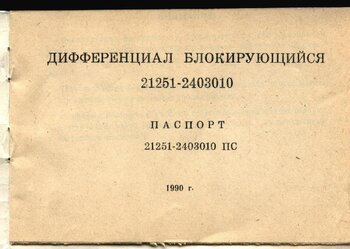 ДИФФЕРЕНЦИАЛ БЛОКИРУЮЩИЙСЯ
21251-2403010
ПАСПОРТ
21251-2403010 ПС
1990 г.